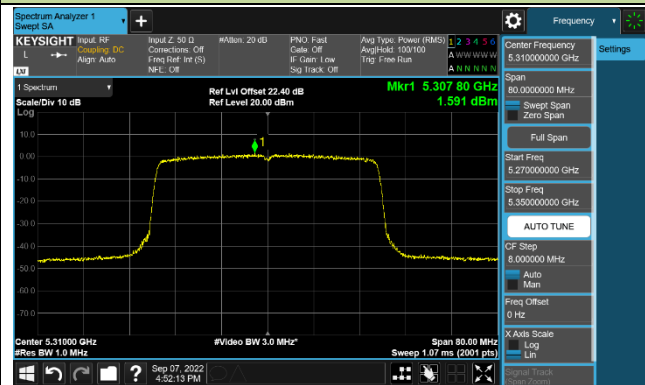 Spectrum Analyzer 1
Swept SA
+
Frequency
KEYSIGHT
Input: RF
Coupling: DC
Align: Auto
Input Z: 50 Ω
Corrections: Off
Freq Ref: Int (S)
NFE: Off
#Atten: 20 dB
PNO: Fast
Gate: Off
IF Gain: Low
Sig Track: Off
Avg Type: Power (RMS)
Avg|Hold: 100/100
Trig: Free Run
1 2 3 4 5 6
A W W W W W
A N N N N N
L
LXI
1 Spectrum
Scale/Div 10 dB
Log
Ref Lvl Offset 22.40 dB
Ref Level 20.00 dBm
Mkr1 5.307 80 GHz
1.591 dBm
1
10.0
0.00
-10.0
-20.0
-30.0
-40.0
-50.0
-60.0
-70.0
Center 5.31000 GHz
#Res BW 1.0 MHz
#Video BW 3.0 MHz*
Span 80.00 MHz
Sweep 1.07 ms (2001 pts)
Sep 07, 2022
4:52:13 PM
?
Center Frequency
5.310000000 GHz
Span
80.0000000 MHz
Swept Span
Zero Span
Full Span
Start Freq
5.270000000 GHz
Stop Freq
5.350000000 GHz
AUTO TUNE
CF Step
8.000000 MHz
Auto
Man
Freq Offset
0 Hz
X Axis Scale
Log
Lin
Signal Track
(Span Zoom)
Settings